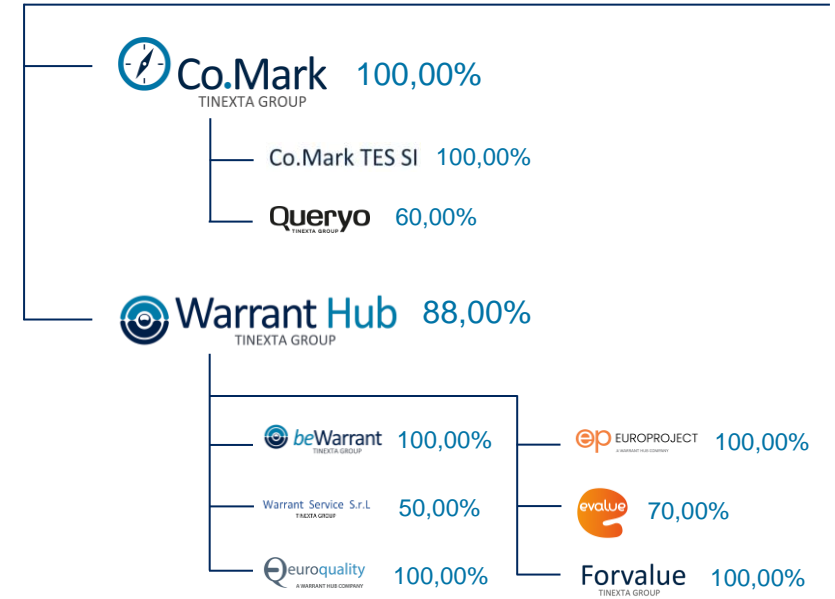 Co.Mark 100,00%
TINEXTA GROUP
Co.Mark TES SI 100,00%
Queryo 60,00%
TINEXTA GROUP
Warrant Hub 88,00%
TINEXTA GROUP
beWarrant 100,00%
TINEXTA GROUP
EP EUROPROJECT 100,00%
A WARRANT HUB COMPANY
Warrant Service S.r.L 50,00%
TINEXTA GROUP
evalue 70,00%
euroquality 100,00%
A WARRANT HUB COMPANY
Forvalue 100,00%
TINEXTA GROUP